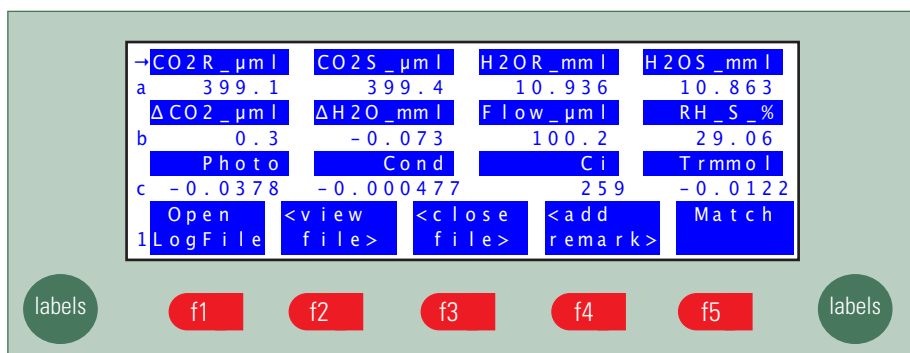 →CO2R_µml CO2S_µml H2OR_mml H2OS_mml
a 399.1 399.4 10.936 10.863
ΔCO2_µml ΔH2O_mml Flow_µml RH_S_%
b 0.3 -0.073 100.2 29.06
Photo Cond Ci Trmmol
c -0.0378 -0.000477 259 -0.0122
Open <view <close <add Match
1 LogFile file> file> remark>
labels f1 f2 f3 f4 f5 labels